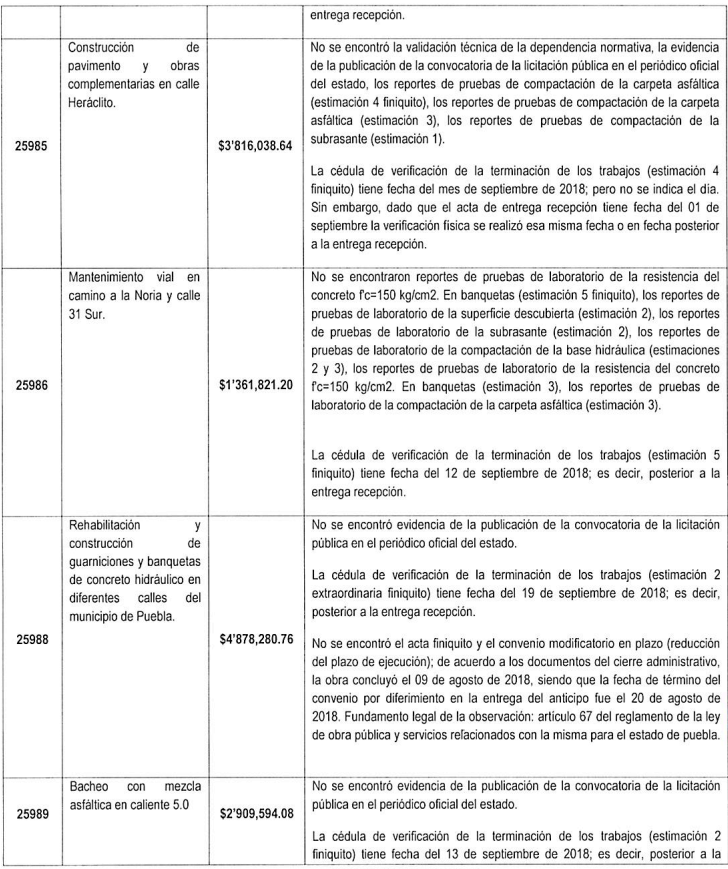 entrega recepción.
25985
Construcción de
pavimento y obras
complementarias en calle
Heráclito.
$3'816,038.64
No se encontró la validación técnica de la dependencia normativa, la evidencia
de la publicación de la convocatoria de la licitación pública en el periódico oficial
del estado, los reportes de pruebas de compactación de la carpeta asfáltica
(estimación 4 finiquito), los reportes de pruebas de compactación de la carpeta
asfáltica (estimación 3), los reportes de pruebas de compactación de la
subrasante (estimación 1).
La cédula de verificación de la terminación de los trabajos (estimación 4
finiquito) tiene fecha del mes de septiembre de 2018; pero no se indica el día.
Sin embargo, dado que el acta de entrega recepción tiene fecha del 01 de
septiembre la verificación física se realizó esa misma fecha o en fecha posterior
a la entrega recepción.
25986
Mantenimiento vial en
camino a la Noria y calle
31 Sur.
$1'361,821.20
No se encontraron reportes de pruebas de laboratorio de la resistencia del
concreto f'c=150 kg/cm2. En banquetas (estimación 5 finiquito), los reportes de
pruebas de laboratorio de la superficie descubierta (estimación 2), los reportes
de pruebas de laboratorio de la subrasante (estimación 2), los reportes de
pruebas de laboratorio de la compactación de la base hidráulica (estimaciones
2 y 3), los reportes de pruebas de laboratorio de la resistencia del concreto
f'c=150 kg/cm2. En banquetas (estimación 3), los reportes de pruebas de
laboratorio de la compactación de la carpeta asfáltica (estimación 3).
La cédula de verificación de la terminación de los trabajos (estimación 5
finiquito) tiene fecha del 12 de septiembre de 2018; es decir, posterior a la
entrega recepción.
25988
Rehabilitación y
construcción de
guarniciones y banquetas
de concreto hidráulico en
diferentes calles del
municipio de Puebla.
$4'878,280.76
No se encontró evidencia de la publicación de la convocatoria de la licitación
pública en el periódico oficial del estado.
La cédula de verificación de la terminación de los trabajos (estimación 2
extraordinaria finiquito) tiene fecha del 19 de septiembre de 2018; es decir,
posterior a la entrega recepción.
No se encontró el acta finiquito y el convenio modificatorio en plazo (reducción
del plazo de ejecución); de acuerdo a los documentos del cierre administrativo,
la obra concluyó el 09 de agosto de 2018, siendo que la fecha de término del
convenio por diferimiento en la entrega del anticipo fue el 20 de agosto de
2018. Fundamento legal de la observación: artículo 67 del reglamento de la ley
de obra pública y servicios relacionados con la misma para el estado de puebla.
25989
Bacheo con mezcla
asfáltica en caliente 5.0
$2'909,594.08
No se encontró evidencia de la publicación de la convocatoria de la licitación
pública en el periódico oficial del estado.
La cédula de verificación de la terminación de los trabajos (estimación 2
finiquito) tiene fecha del 13 de septiembre de 2018; es decir, posterior a la